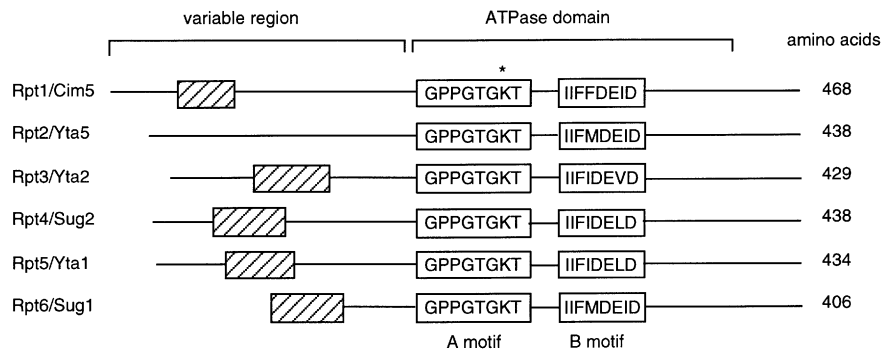 variable region ATPase domain
amino acids
*
Rpt1/Cim5 GPPGTGKT IIFFDEID 468
Rpt2/Yta5 GPPGTGKT IIFMDEID 438
Rpt3/Yta2 GPPGTGKT IIFIDEVD 429
Rpt4/Sug2 GPPGTGKT IIFIDELD 438
Rpt5/Yta1 GPPGTGKT IIFIDELD 434
Rpt6/Sug1 GPPGTGKT IIFMDEID 406
A motif B motif